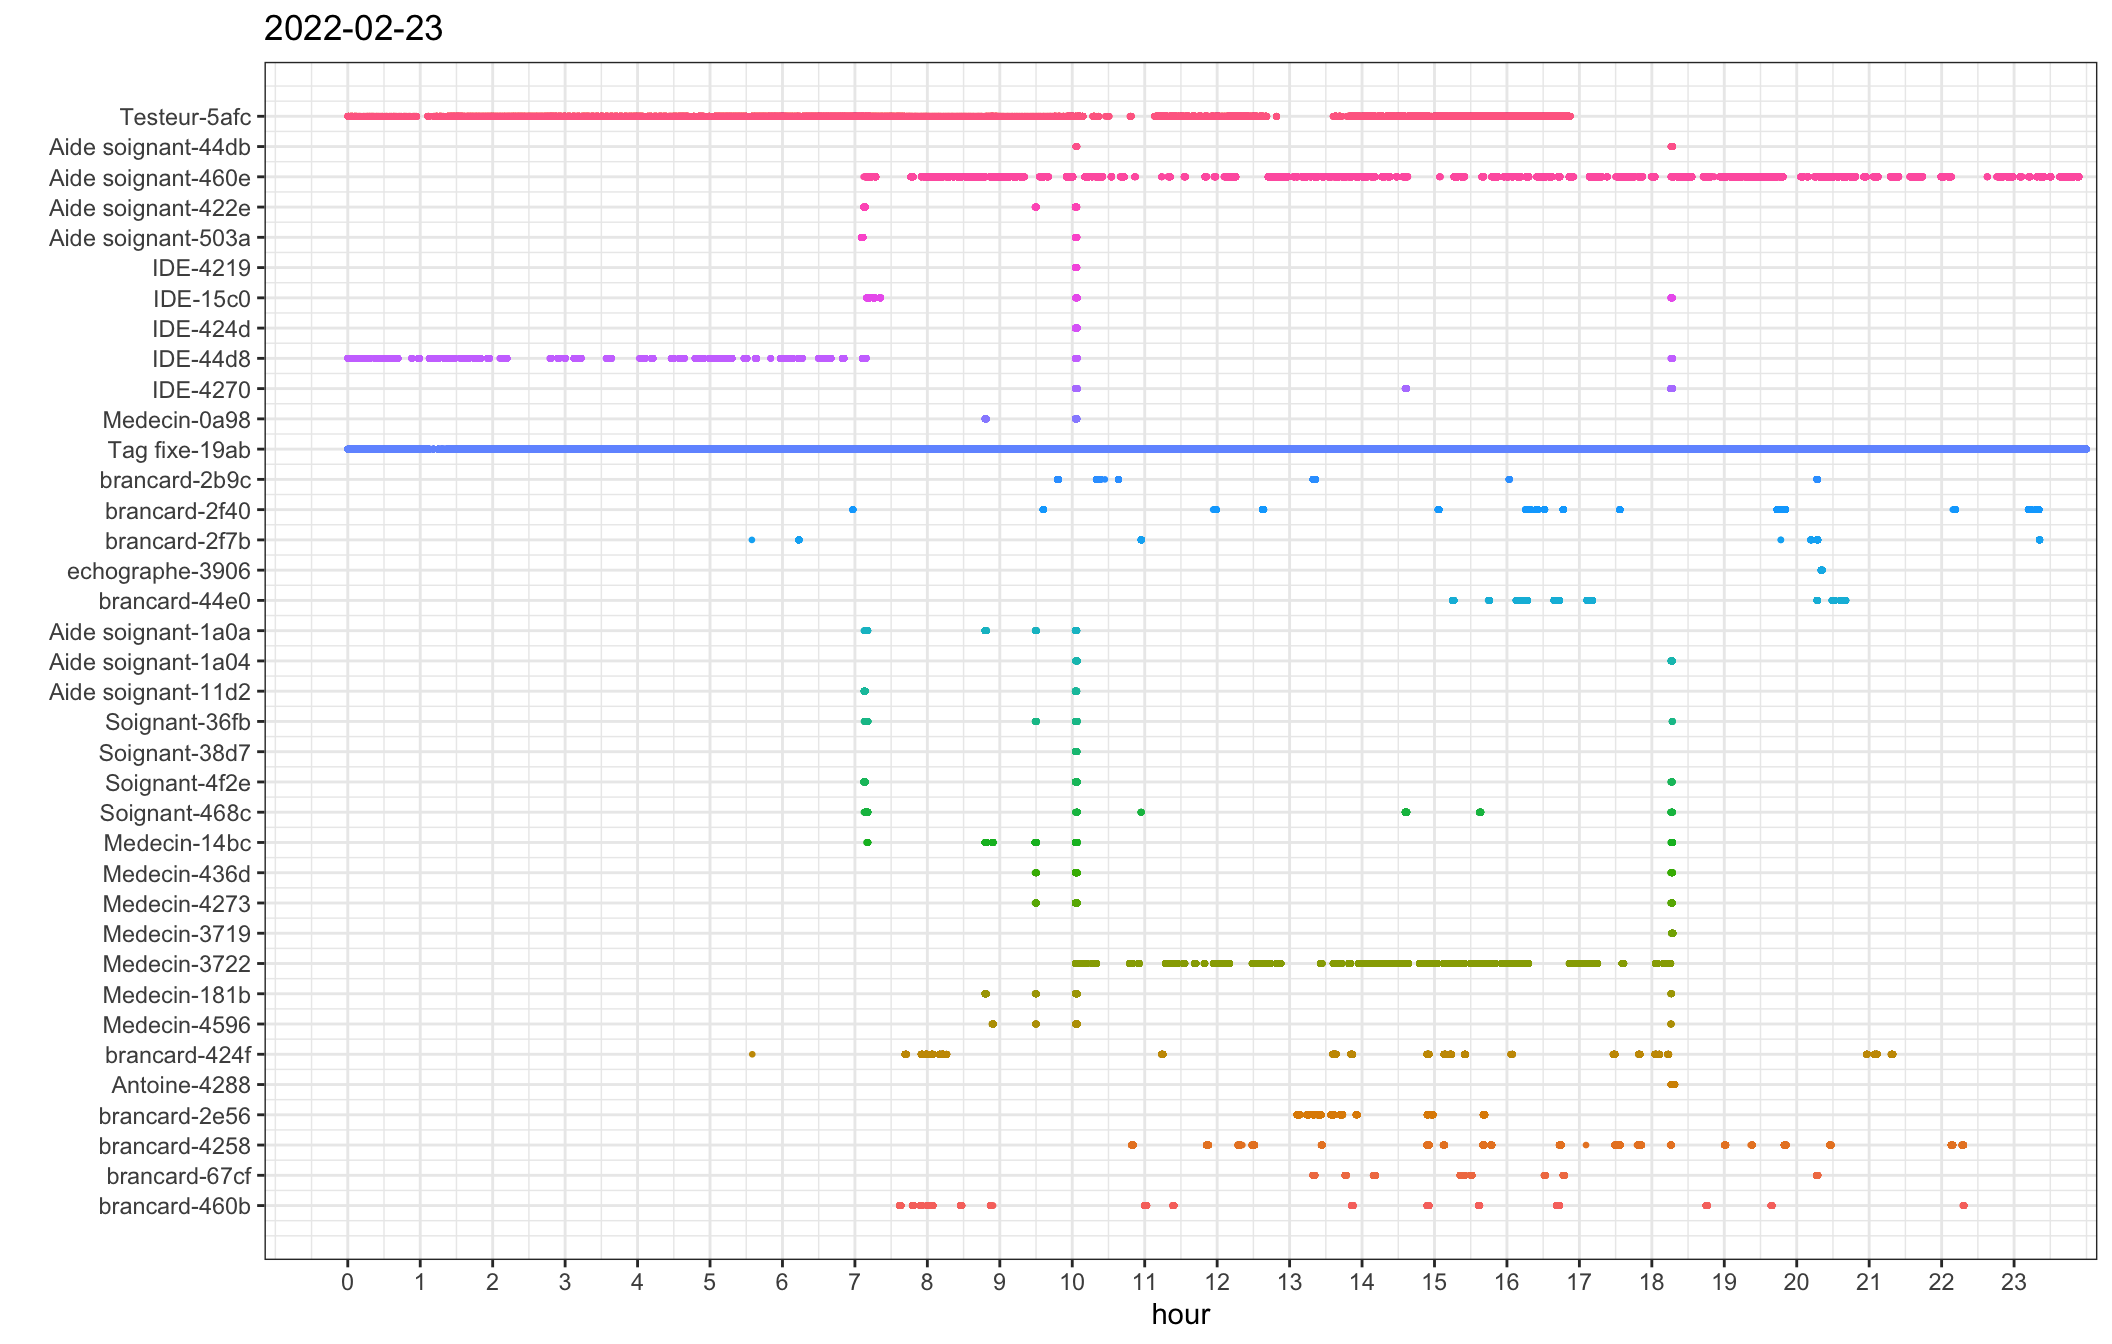 2022-02-23
Testeur-5afc
Aide soignant-44db
Aide soignant-460e
Aide soignant-422e
Aide soignant-503a
IDE-4219
IDE-15c0
IDE-424d
IDE-44d8
IDE-4270
Medecin-0a98
Tag fixe-19ab
brancard-2b9c
brancard-2f40
brancard-2f7b
echographe-3906
brancard-44e0
Aide soignant-1a0a
Aide soignant-1a04
Aide soignant-11d2
Soignant-36fb
Soignant-38d7
Soignant-4f2e
Soignant-468c
Medecin-14bc
Medecin-436d
Medecin-4273
Medecin-3719
Medecin-3722
Medecin-181b
Medecin-4596
brancard-424f
Antoine-4288
brancard-2e56
brancard-4258
brancard-67cf
brancard-460b
0 1 2 3 4 5 6 7 8 9 10 11 12 13 14 15 16 17 18 19 20 21 22 23
hour